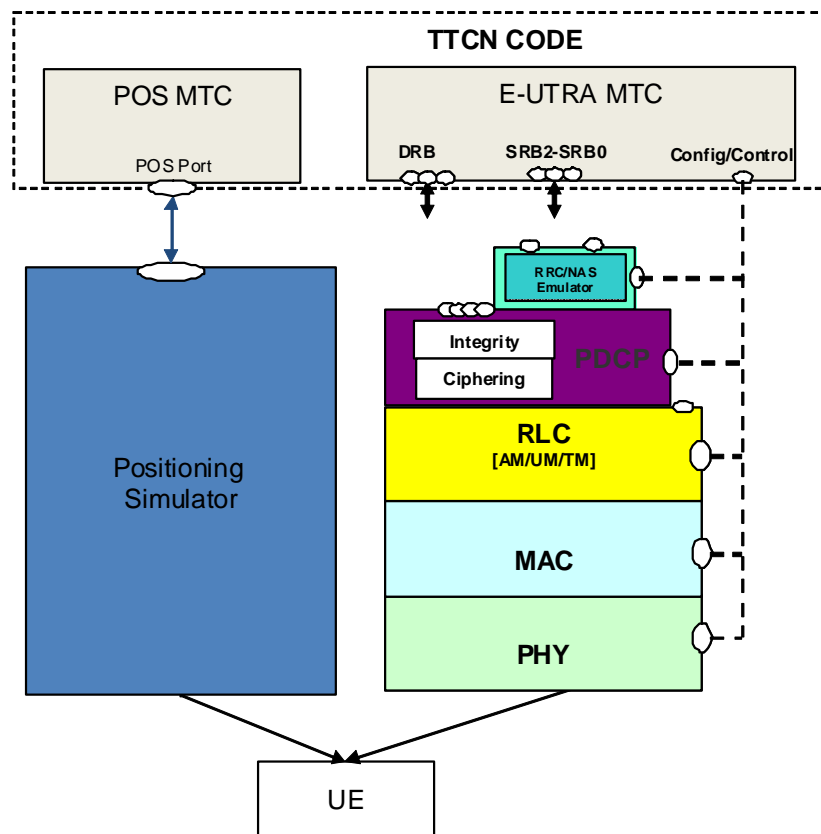 TTCN CODE
POS MTC
POS Port
E-UTRA MTC
DRB
SRB2-SRB0
Config/Control
RRC/NAS
Emulator
Integrity
Ciphering
PDCP
RLC
[AM/UM/TM]
MAC
PHY
Positioning
Simulator
UE